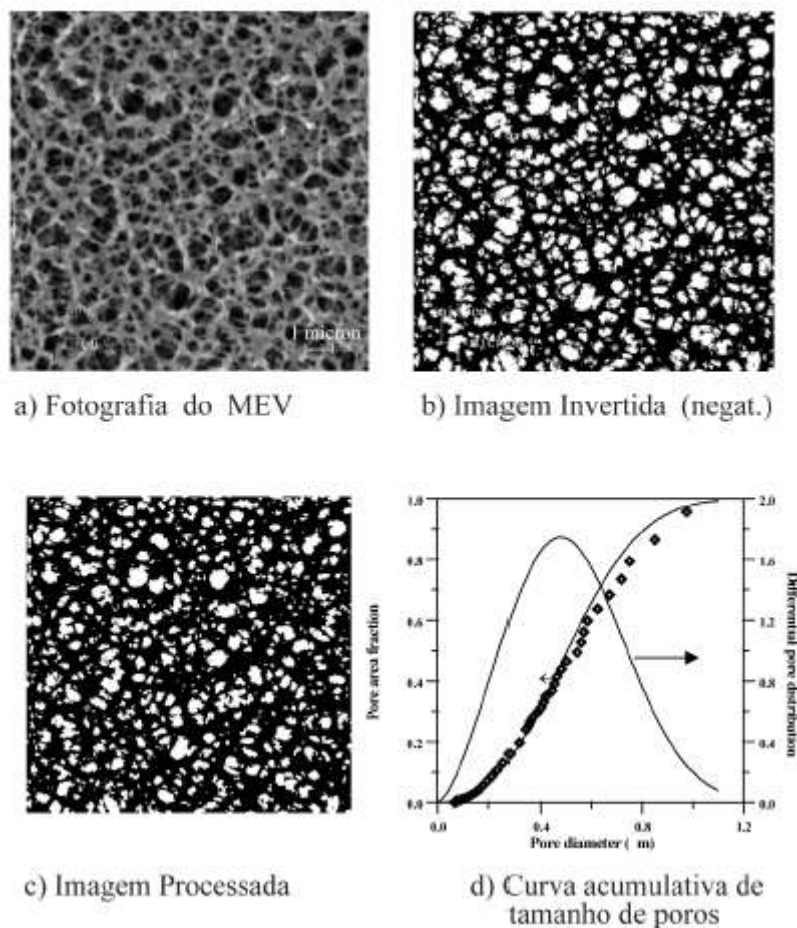 1 micron
a) Fotografia do MEV
b) Imagem Invertida (negat.)
c) Imagem Processada
1.0
0.8
0.6
0.4
0.2
0.0
Pore area fraction
2.0
1.6
1.2
0.8
0.4
0.0
Differential pore distribution
0.0
0.4
0.8
1.2
Pore diameter ( m)
d) Curva acumulativa de
tamanho de poros